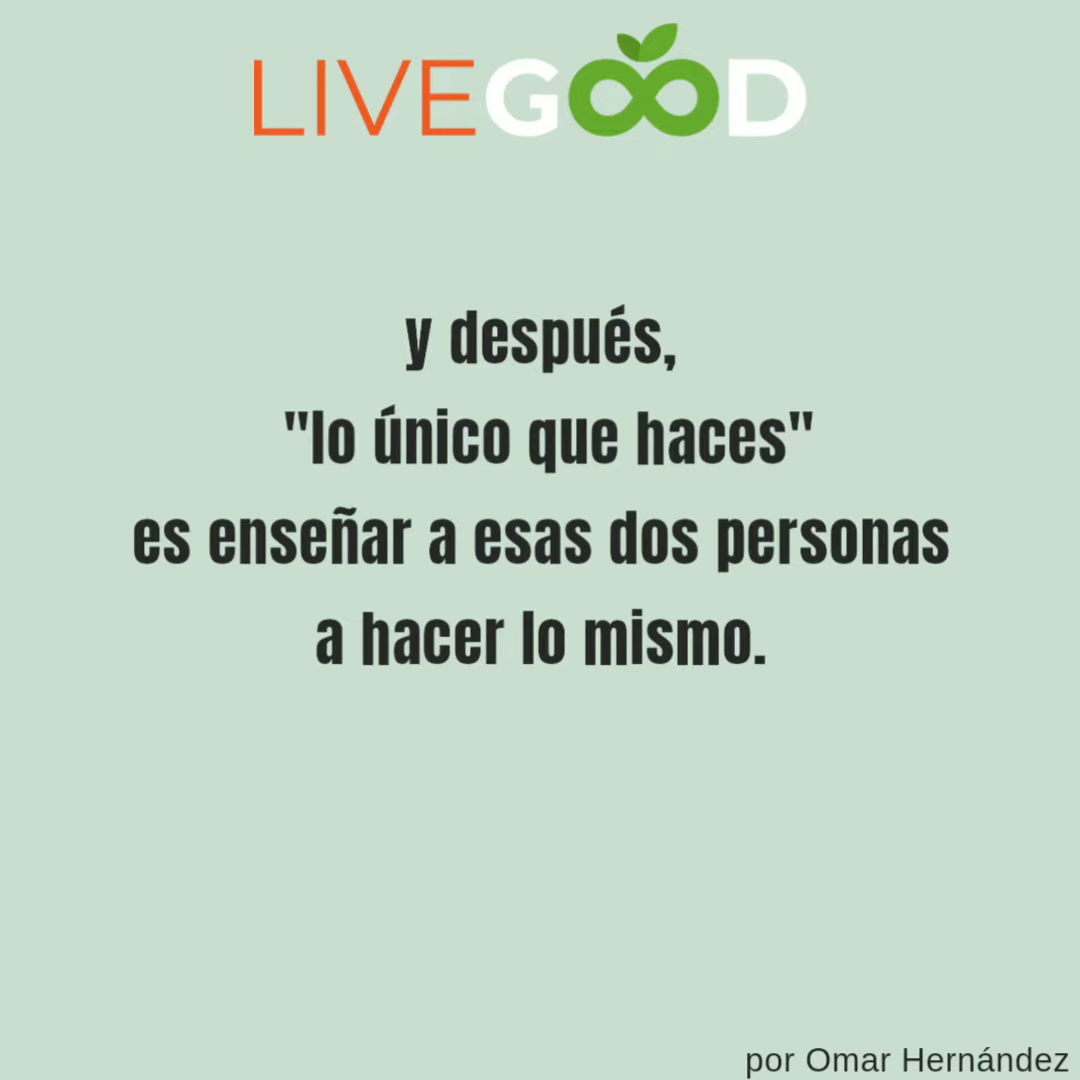 LIVEGOOD
y después,
"lo único que haces"
es enseñar a esas dos personas
a hacer lo mismo.
por Omar Hernández